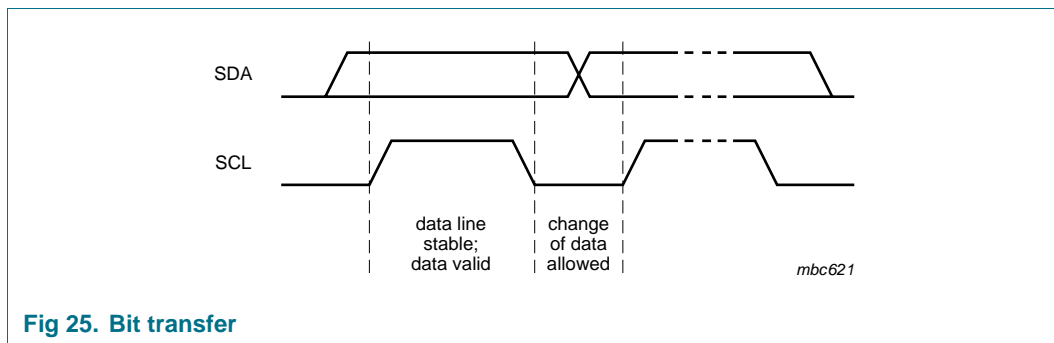 SDA
SCL
data line
stable;
data valid
change
of data
allowed
mbc621
Fig 25. Bit transfer